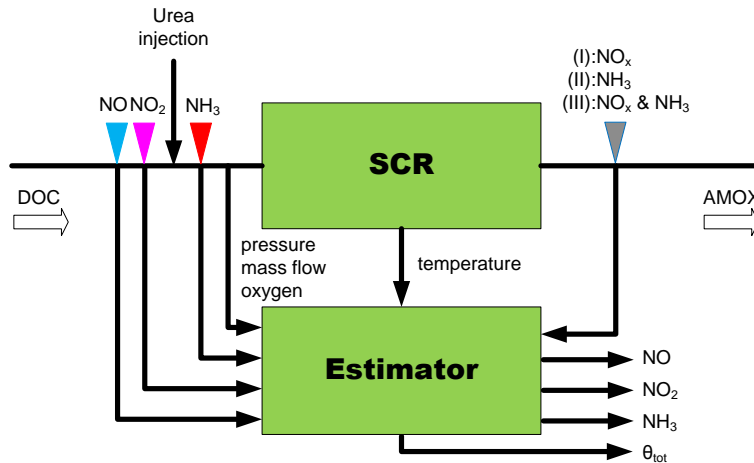 Urea
injection
(I):NOₓ
(II):NH₃
(III):NOₓ & NH₃
NO
NO₂
NH₃
SCR
DOC
AMOX
pressure
mass flow
oxygen
temperature
Estimator
NO
NO₂
NH₃
θtot